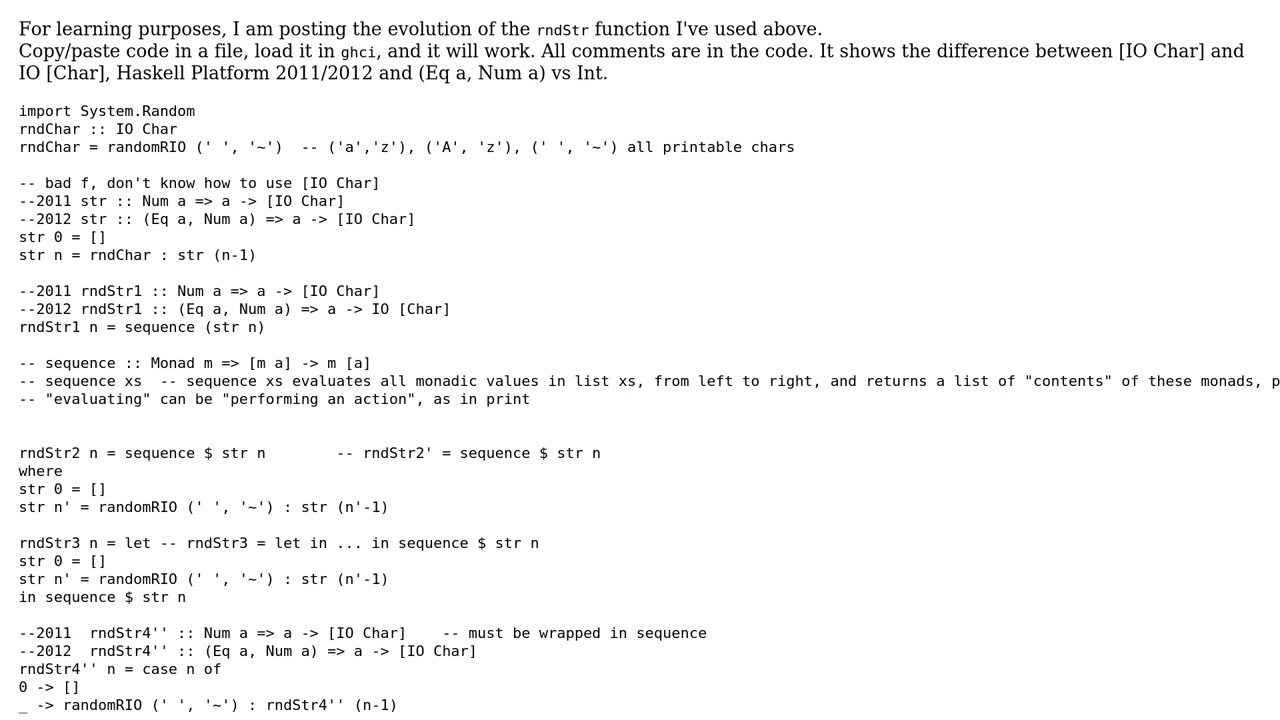 For learning purposes, I am posting the evolution of the rndStr function I've used above.
Copy/paste code in a file, load it in ghci, and it will work. All comments are in the code. It shows the difference between [IO Char] and
IO [Char], Haskell Platform 2011/2012 and (Eq a, Num a) vs Int.
import System.Random
rndChar :: IO Char
rndChar = randomRIO (' ', '~')  -- ('a','z'), ('A', 'z'), (' ', '~') all printable chars
-- bad f, don't know how to use [IO Char]
--2011 str :: Num a => a -> [IO Char]
--2012 str :: (Eq a, Num a) => a -> [IO Char]
str 0 = []
str n = rndChar : str (n-1)
--2011 rndStr1 :: Num a => a -> [IO Char]
--2012 rndStr1 :: (Eq a, Num a) => a -> IO [Char]
rndStr1 n = sequence (str n)
-- sequence :: Monad m => [m a] -> m [a]
-- sequence xs  -- sequence xs evaluates all monadic values in list xs, from left to right, and returns a list of "contents" of these monads, p
-- "evaluating" can be "performing an action", as in print
rndStr2 n = sequence $ str n        -- rndStr2' = sequence $ str n
where
str 0 = []
str n' = randomRIO (' ', '~') : str (n'-1)
rndStr3 n = let -- rndStr3 = let in ... in sequence $ str n
str 0 = []
str n' = randomRIO (' ', '~') : str (n'-1)
in sequence $ str n
--2011  rndStr4'' :: Num a => a -> [IO Char]    -- must be wrapped in sequence
--2012  rndStr4'' :: (Eq a, Num a) => a -> [IO Char]
rndStr4'' n = case n of
0 -> []
_ -> randomRIO (' ', '~') : rndStr4'' (n-1)